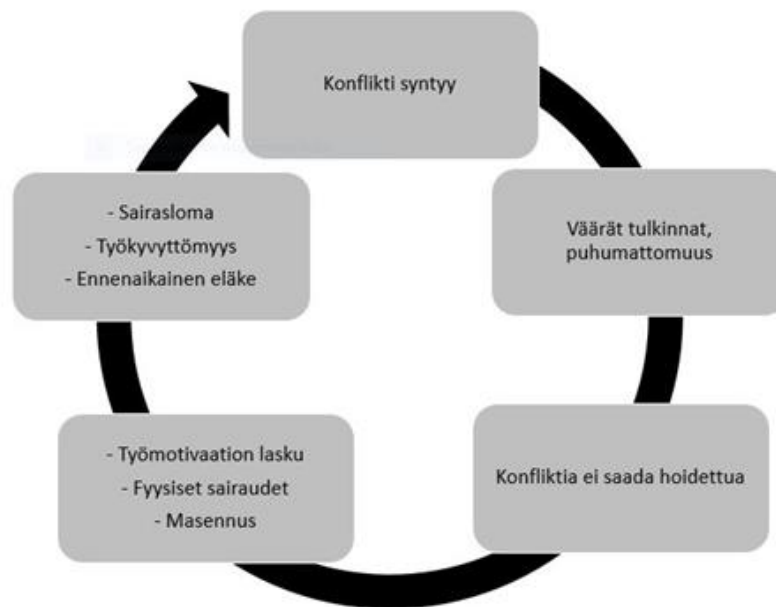 Konflikti syntyy
Väärät tulkinnat,
puhumattomuus
Konfliktia ei saada hoidettua
- Työmotivaation lasku
- Fyysiset sairaudet
- Masennus
- Sairasloma
- Työkyvyttömyys
- Ennenaikainen eläke